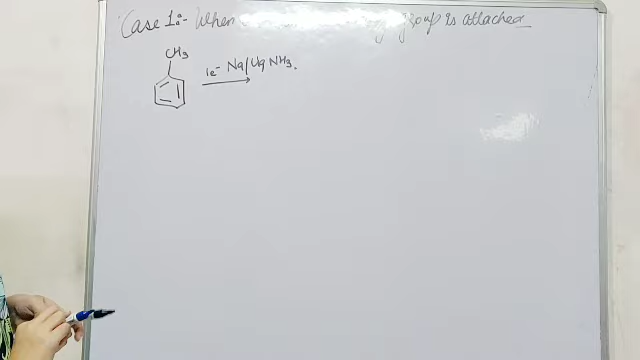 Case 1:- When group is attached
CH3
1e⁻ Na/Liq NH3.